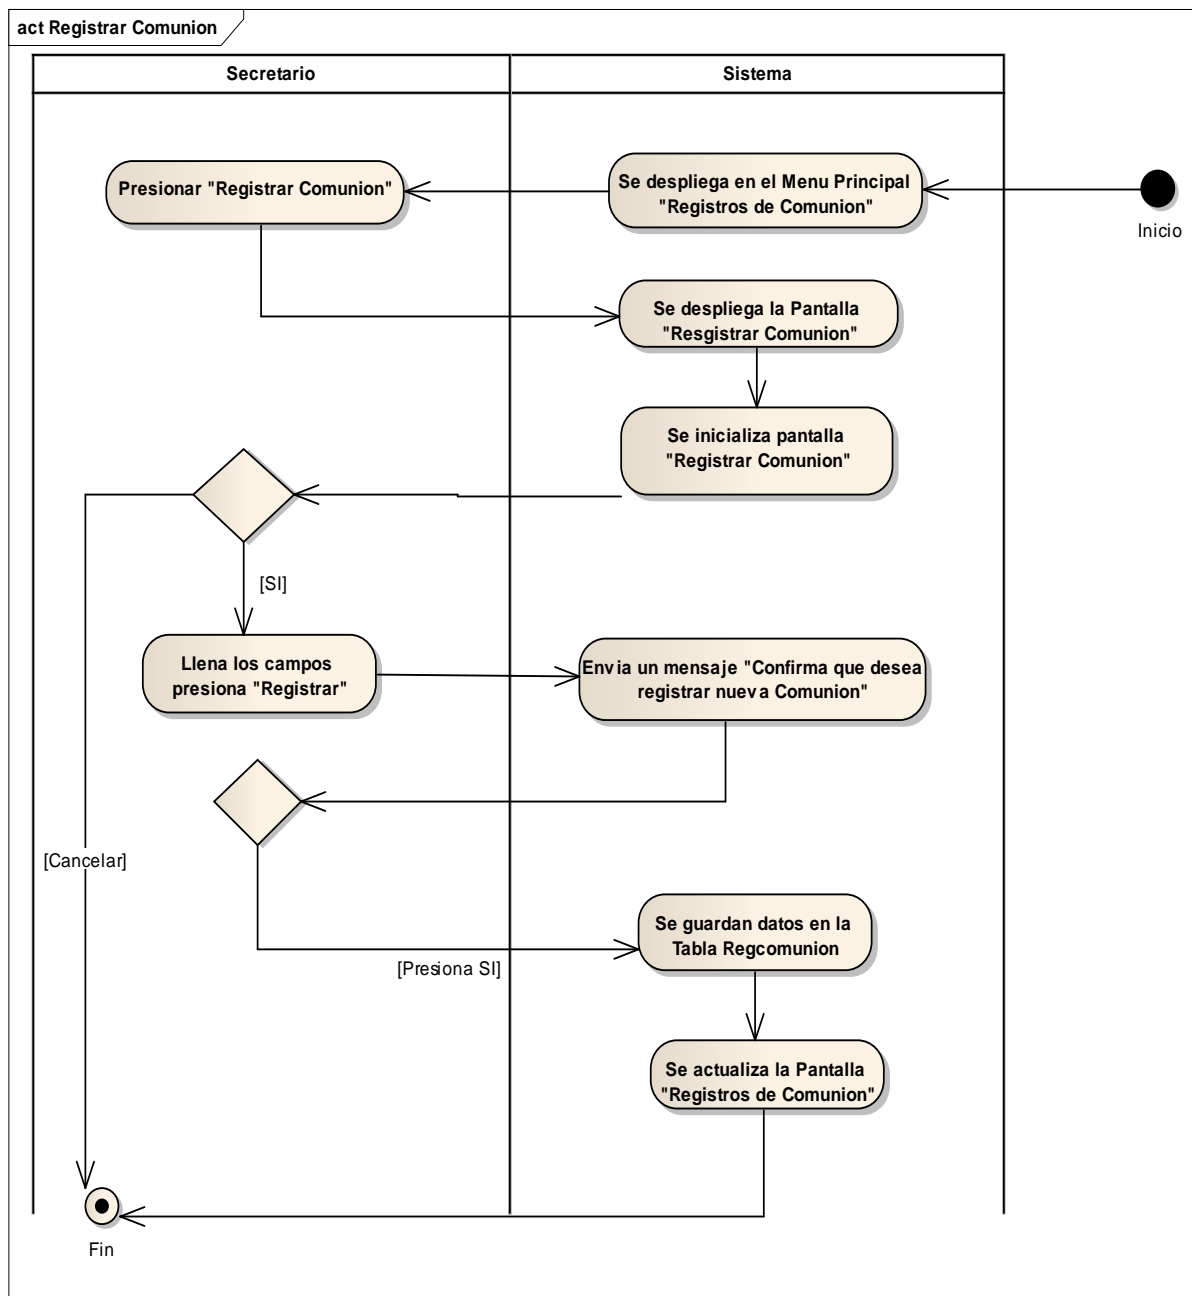 act Registrar Comunion
Secretario
Sistema
Presionar "Registrar Comunion"
Se despliega en el Menu Principal
"Registros de Comunion"
Inicio
Se despliega la Pantalla
"Resgistrar Comunion"
Se inicializa pantalla
"Registrar Comunion"
[SI]
Llena los campos
presiona "Registrar"
Envia un mensaje "Confirma que desea
registrar nueva Comunion"
[Cancelar]
Se guardan datos en la
Tabla Regcomunion
[Presiona SI]
Se actualiza la Pantalla
"Registros de Comunion"
Fin